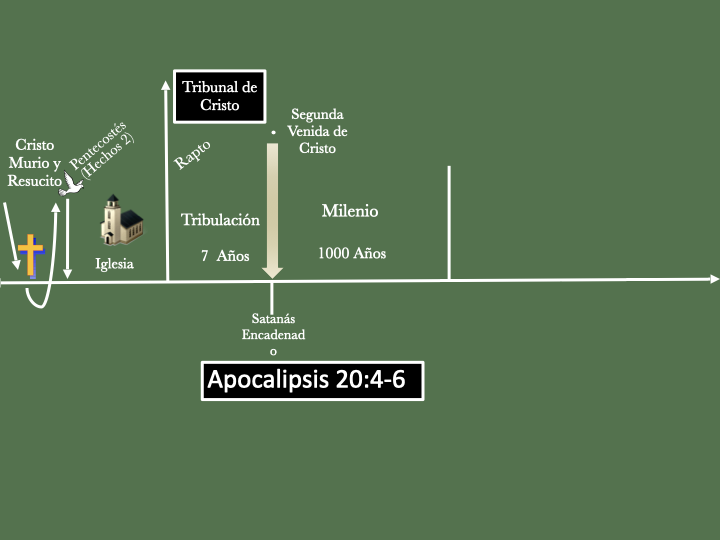 Cristo
Murio y
Resucito
Pentecostés
(Hechos 2)
Iglesia
Tribunal de
Cristo
Rapto
Tribulación
7 Años
• Segunda
Venida de
Cristo
Milenio
1000 Años
Satanás
Encadenad
o
Apocalipsis 20:4-6